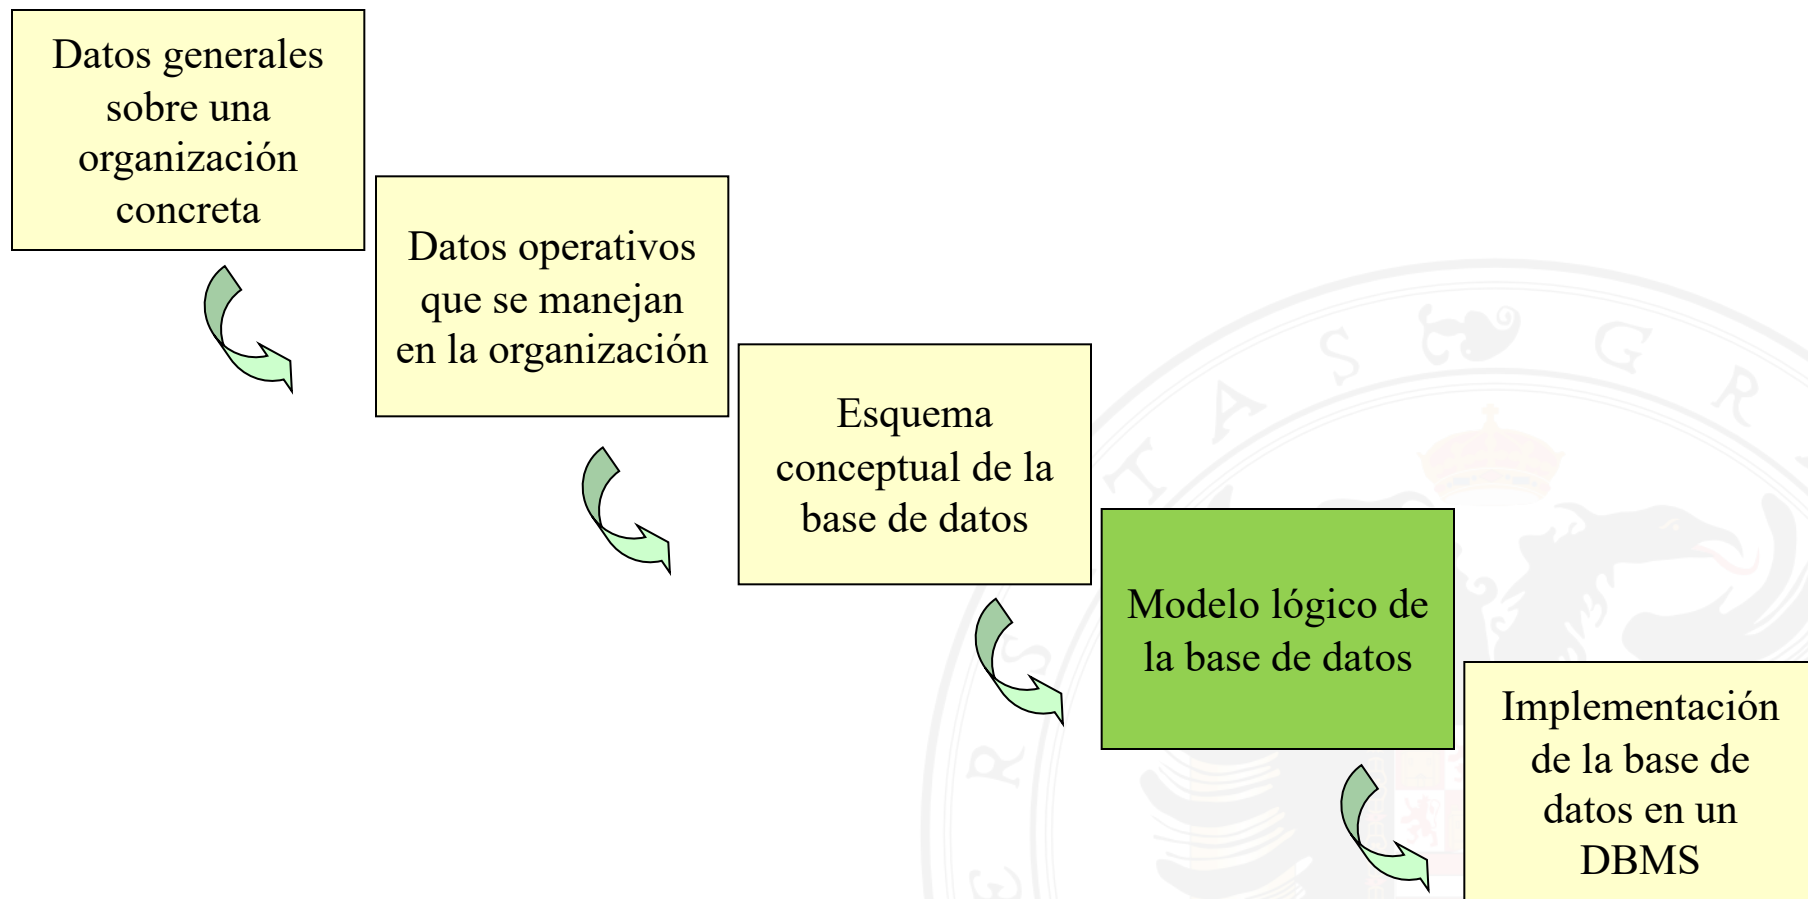 Datos generales
sobre una
organización
concreta
Datos operativos
que se manejan
en la organización
Esquema
conceptual de la
base de datos
Modelo lógico de
la base de datos
Implementación
de la base de
datos en un
DBMS
E R S
T A S G R